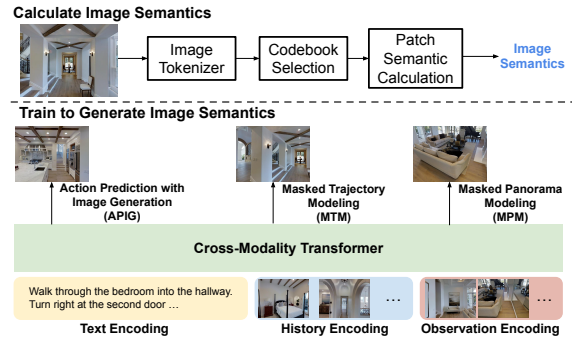 Calculate Image Semantics
Image
Tokenizer
Codebook
Selection
Patch
Semantic
Calculation
Image
Semantics
Train to Generate Image Semantics
Action Prediction with
Image Generation
(APIG)
Masked Trajectory
Modeling
(MTM)
Masked Panorama
Modeling
(MPM)
Cross-Modality Transformer
Walk through the bedroom into the hallway.
Turn right at the second door ...
...
...
Text Encoding
History Encoding
Observation Encoding